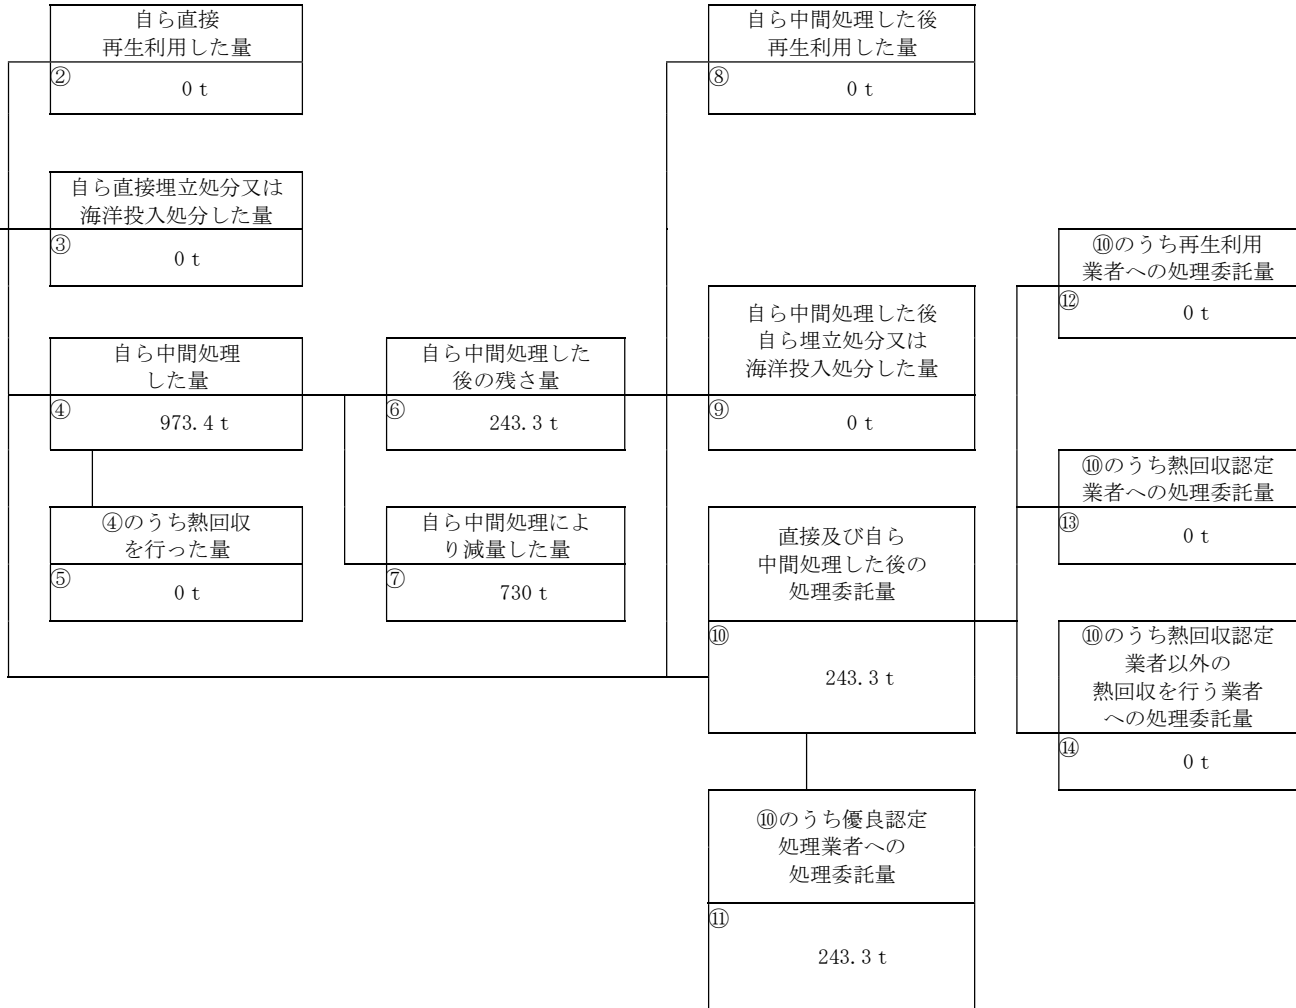 自ら直接
再生利用した量
②
0 t
自ら中間処理した後
再生利用した量
⑧
0 t
自ら直接埋立処分又は
海洋投入処分した量
③
0 t
⑩のうち再生利用
業者への処理委託量
⑫
0 t
自ら中間処理した後
自ら埋立処分又は
海洋投入処分した量
⑨
0 t
自ら中間処理
した量
④
973.4 t
自ら中間処理した
後の残さ量
⑥
243.3 t
⑩のうち熱回収認定
業者への処理委託量
⑬
0 t
④のうち熱回収
を行った量
⑤
0 t
自ら中間処理によ
り減量した量
⑦
730 t
直接及び自ら
中間処理した後の
処理委託量
⑩
243.3 t
⑩のうち熱回収認定
業者以外の
熱回収を行う業者
への処理委託量
⑭
0 t
⑩のうち優良認定
処理業者への
処理委託量
⑪
243.3 t